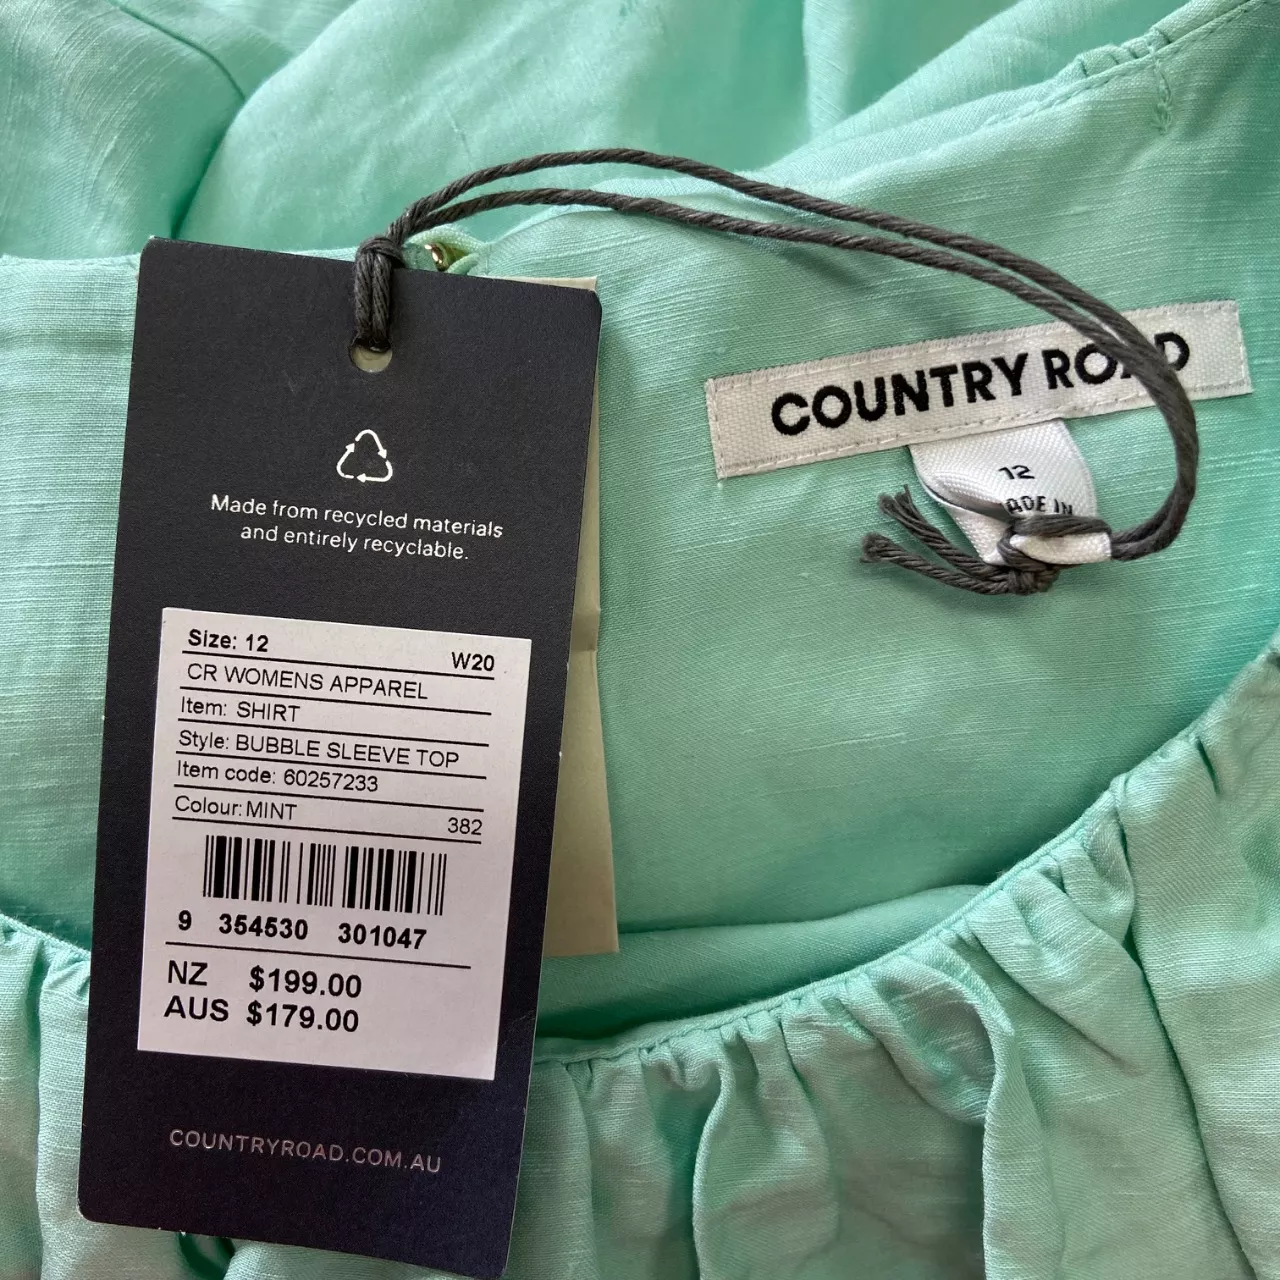 Made from recycled materials
and entirely recyclable.
Size: 12 W20
CR WOMENS APPAREL
Item: SHIRT
Style: BUBBLE SLEEVE TOP
Item code: 60257233
Colour: MINT 382
9 354530 301047
NZ $199.00
AUS $179.00
COUNTRYROAD.COM.AU
COUNTRY ROAD
12
ADE IN